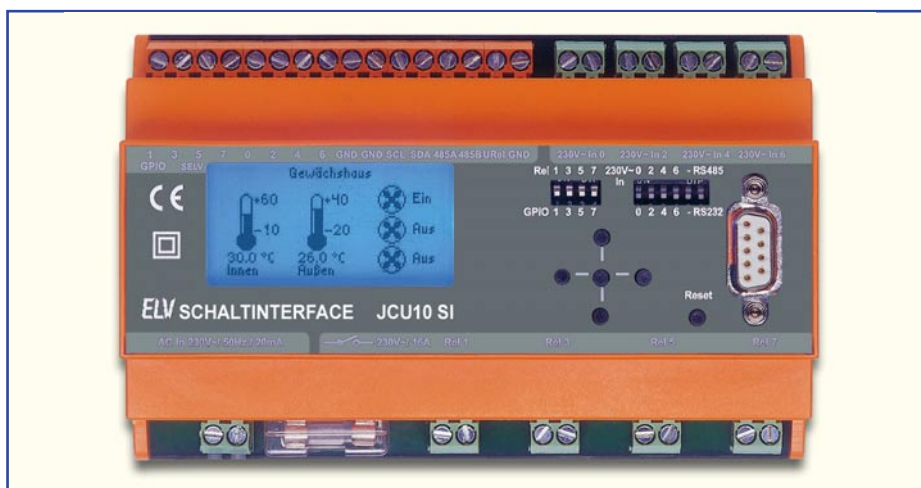 1 3 5 7 0 2 4 6 GND GND SCL SDA 485A 485B URel GND 230V~ In 0 230V~ In 2 230V~ In 4 230V~ In 6
GPIO SELV
Gewächshaus
+60 +40 Ein
-10 -20 Aus
30.0 °C 26.0 °C Aus
Innen Außen
Rel 1 3 5 7 230V~ 0 2 4 6 - RS485
In
GPIO 1 3 5 7 0 2 4 6 - RS232
CE
Reset
ELV SCHALTINTERFACE JCU10 SI
AC In 230V~/ 50Hz / 20mA 230V~/ 16A Rel 1 Rel 3 Rel 5 Rel 7